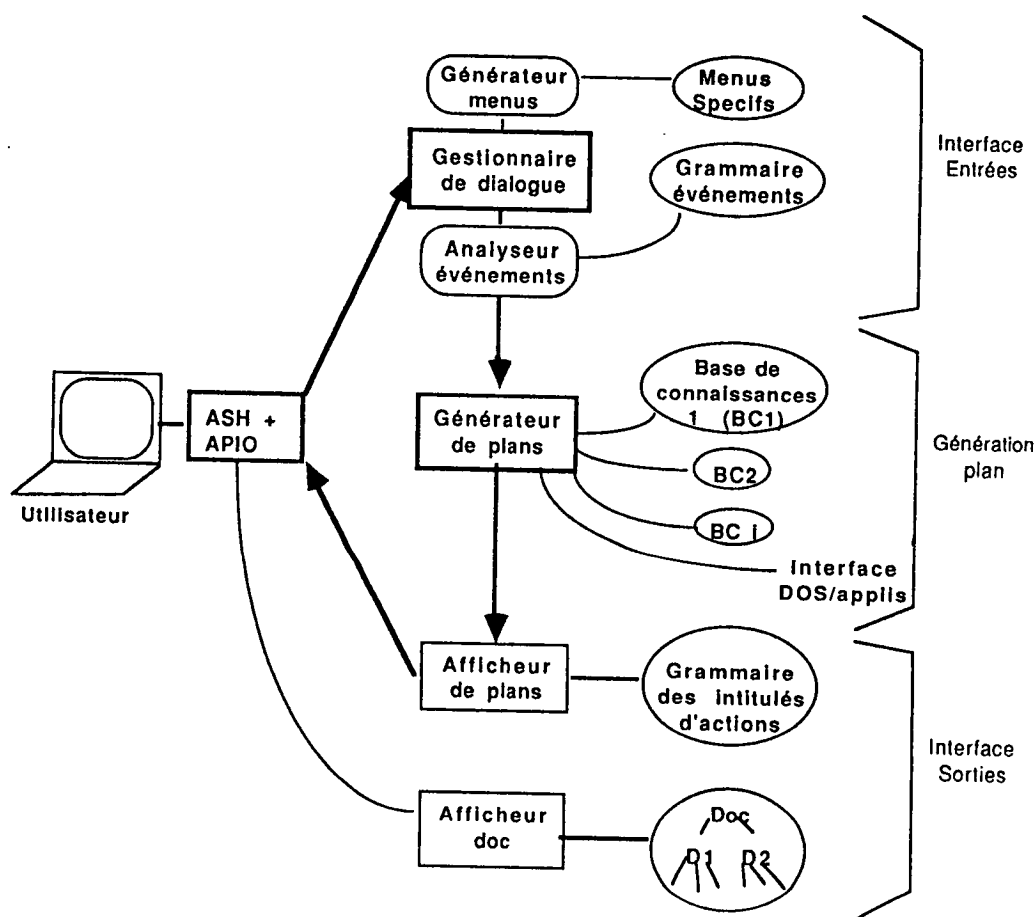 Générateur
menus
Menus
Specifs
Gestionnaire
de dialogue
Grammaire
événements
Analyseur
événements
Interface
Entrées
Utilisateur
ASH +
APIO
Générateur
de plans
Base de
connaissances
1 (BC1)
BC2
BC i
Interface
DOS/applis
Génération
plan
Afficheur
de plans
Grammaire
des intitulés
d'actions
Interface
Sorties
Afficheur
doc
Doc
D1 D2